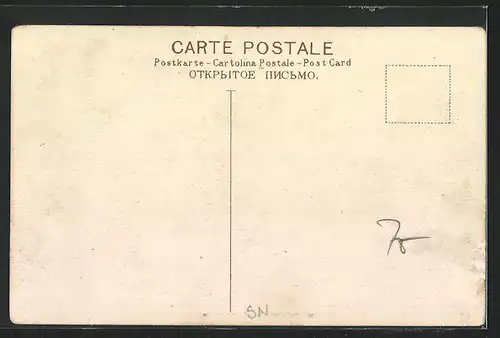 CARTE POSTALE
Postkarte – Cartolina Postale – Post Card
ОТКРЫТОЕ ПИСЬМО.
SN